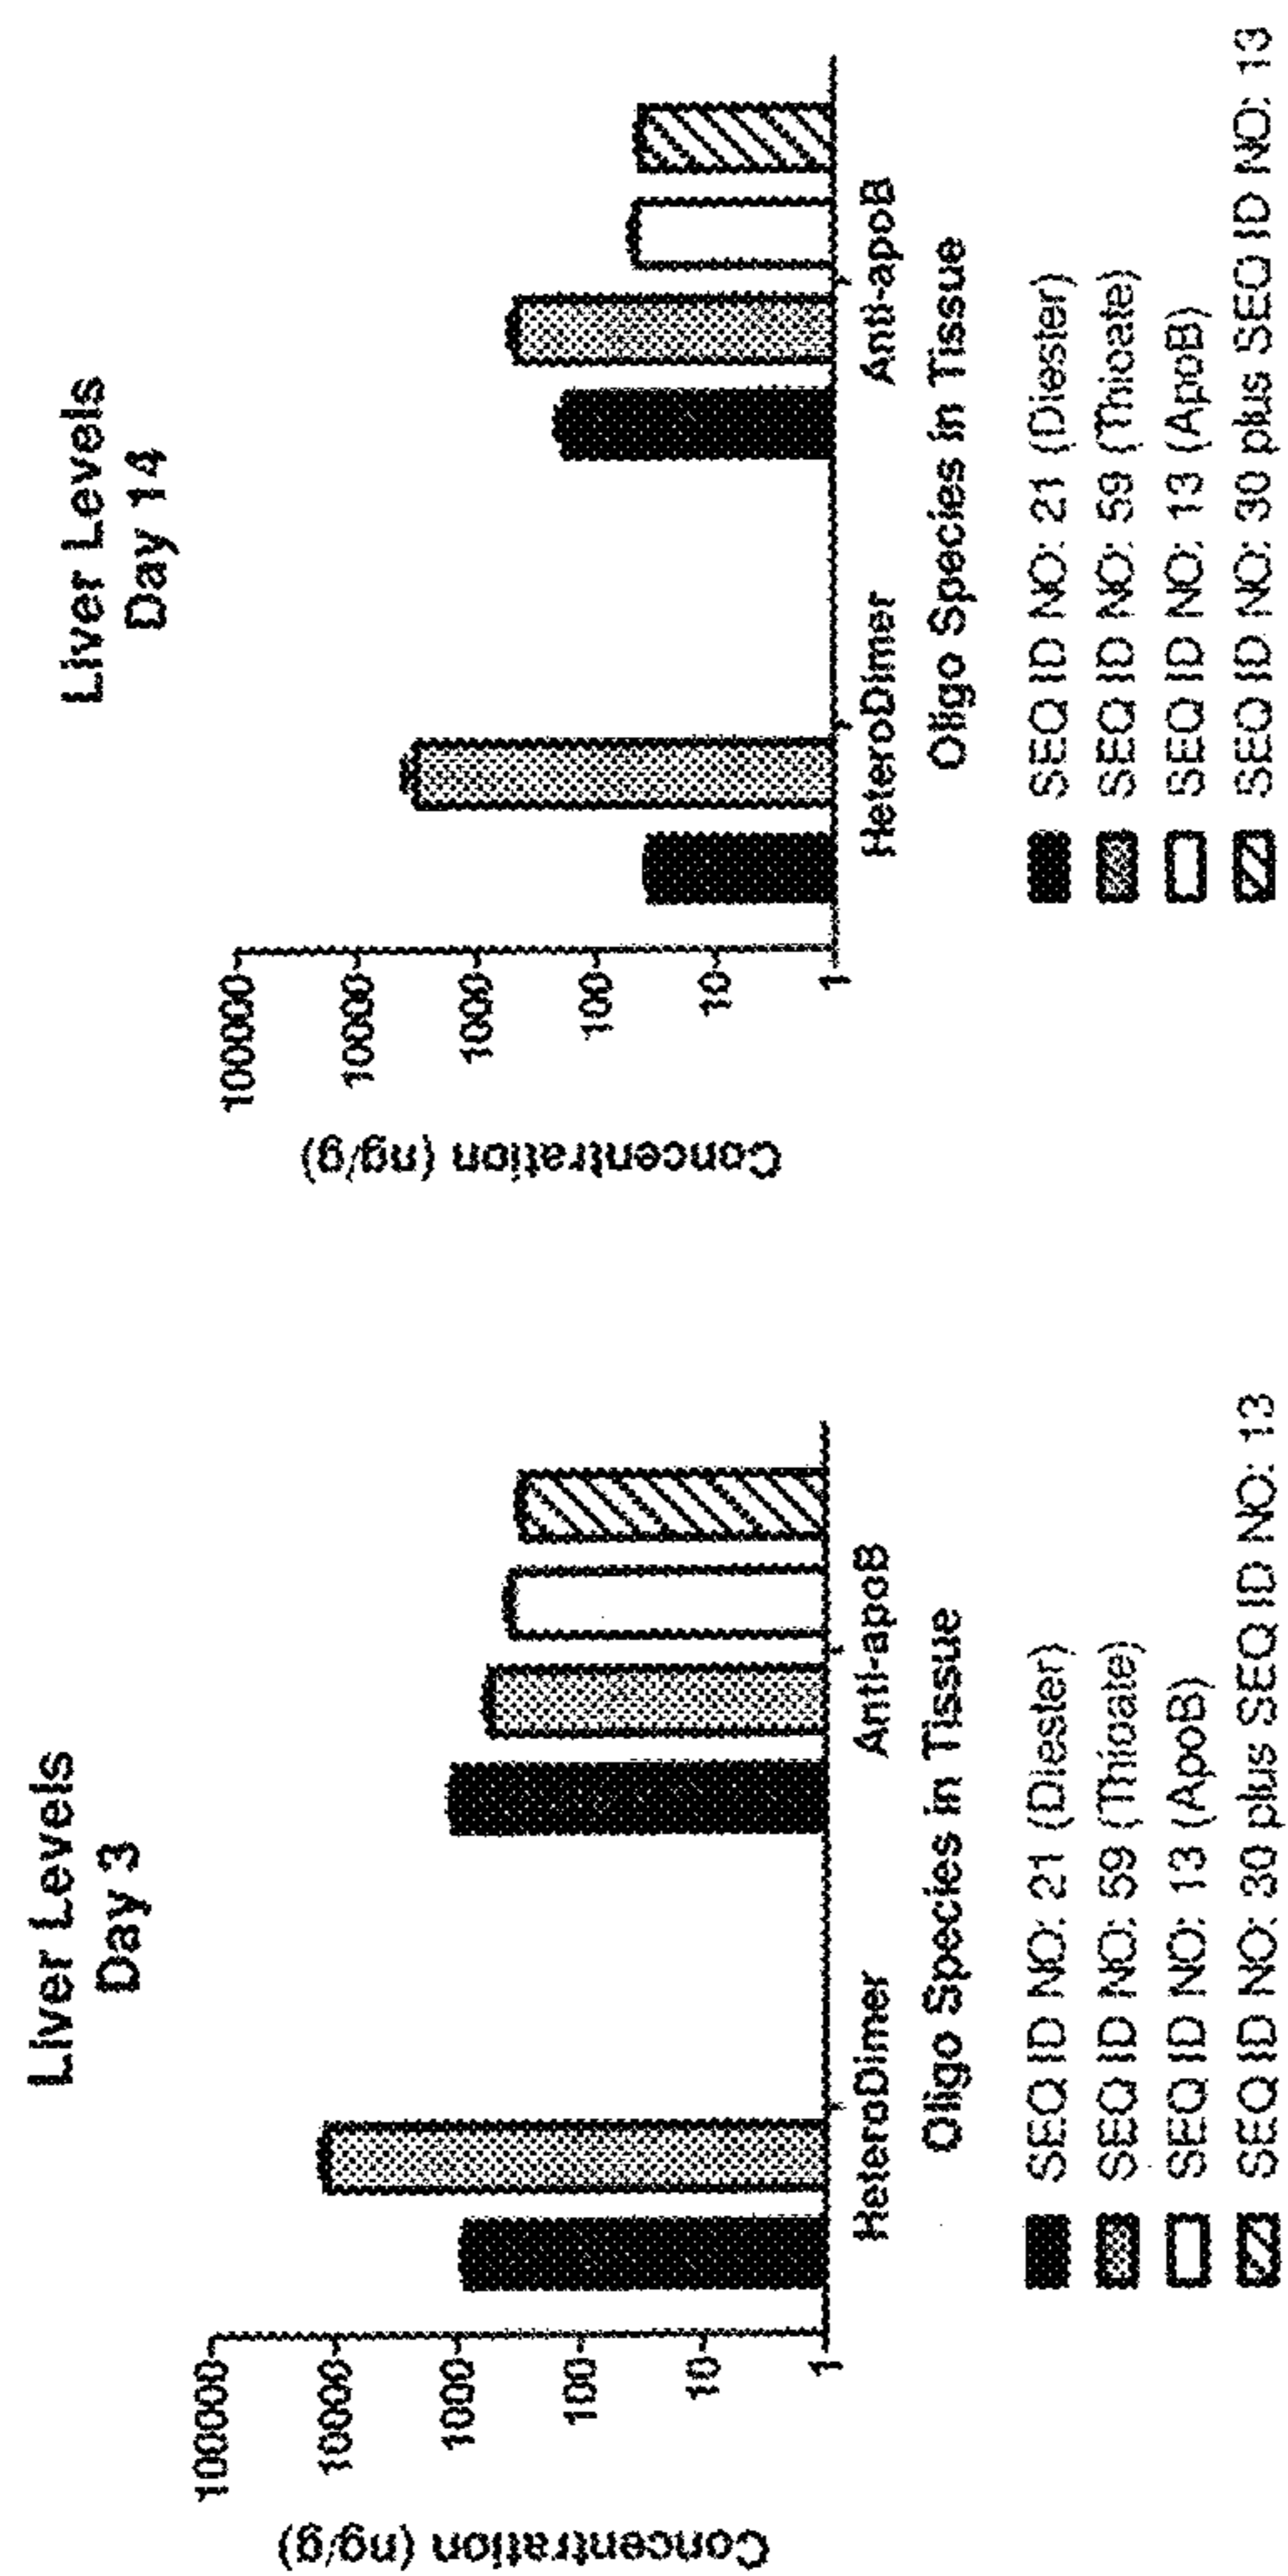 Liver Levels
Day 3
Concentration (ng/g)
100000
10000
1000
100
10
1
HeteroDimer
Anti-apoB
Oligo Species in Tissue
SEQ ID NO: 21 (Diester)
SEQ ID NO: 59 (Thioate)
SEQ ID NO: 13 (ApoB)
SEQ ID NO: 30 plus SEQ ID NO: 13
Liver Levels
Day 14
Concentration (ng/g)
100000
10000
1000
100
10
1
HeteroDimer
Anti-apoB
Oligo Species in Tissue
SEQ ID NO: 21 (Diester)
SEQ ID NO: 59 (Thioate)
SEQ ID NO: 13 (ApoB)
SEQ ID NO: 30 plus SEQ ID NO: 13